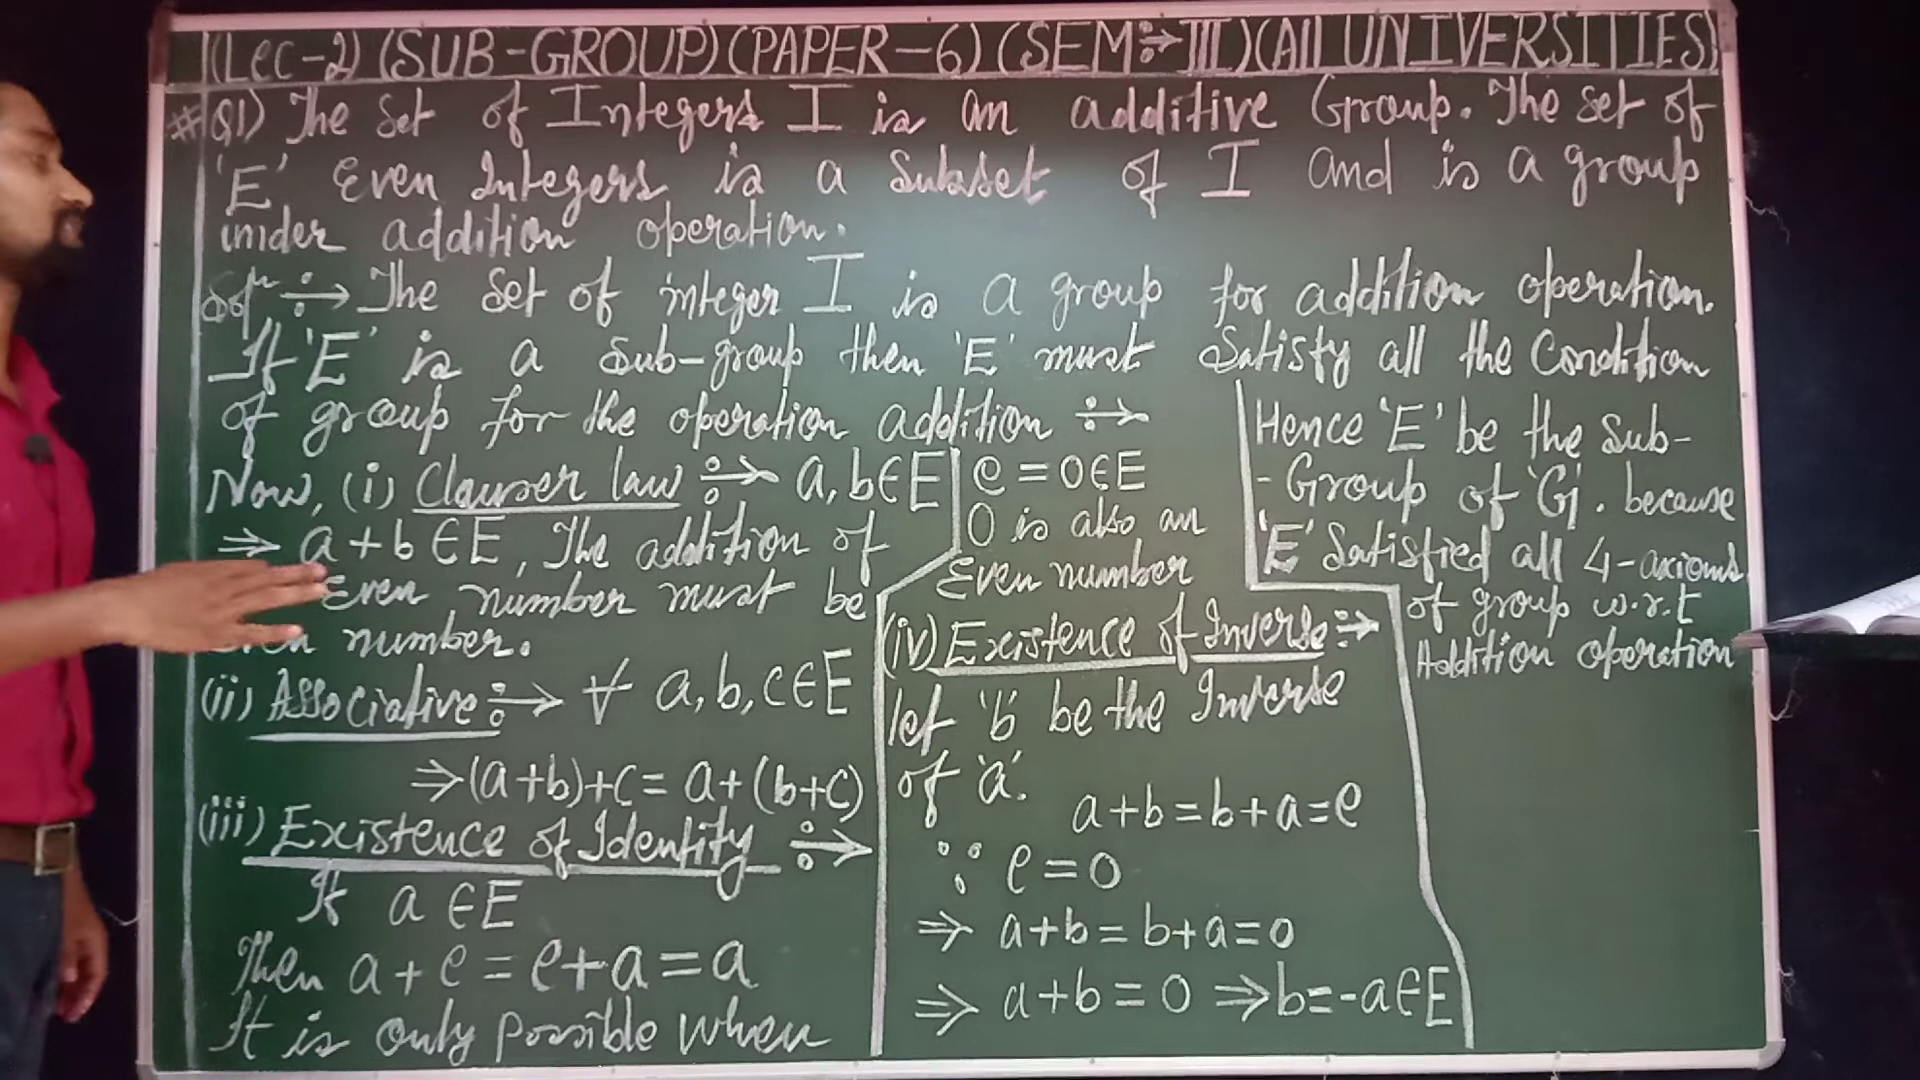 (Lec-2) (SUB-GROUP) (PAPER-6) (SEM÷→III) (All UNIVERSITIES)
#Q1) The Set of Integers I is an additive Group. The set of
'E' Even Integers is a Subset of I and is a group
under addition operation.
Solⁿ ÷→ The Set of integer I is a group for addition operation.
If 'E' is a Sub-group then 'E' must Satisfy all the Condition
of group for the operation addition ÷→
Now, (i) Clauser law ÷→ a, b∈E
⇒ a+b∈E, The addition of
Even number must be
even number.
(ii) Associative ÷→ ∀ a, b, c∈E
⇒(a+b)+c = a+(b+c)
(iii) Existence of Identity ÷→
If a∈E
Then a+e = e+a = a
It is only possible when
e = 0∈E
0 is also an
Even number
(iv) Existence of Inverse ÷→
let 'b' be the Inverse
of 'a'.
a+b = b+a = e
∵ e = 0
⇒ a+b = b+a = 0
⇒ a+b = 0 ⇒ b = -a∈E
Hence 'E' be the Sub-
-Group of 'G'. because
'E' Satisfied all 4-axioms
of group w.r.t
Addition operation